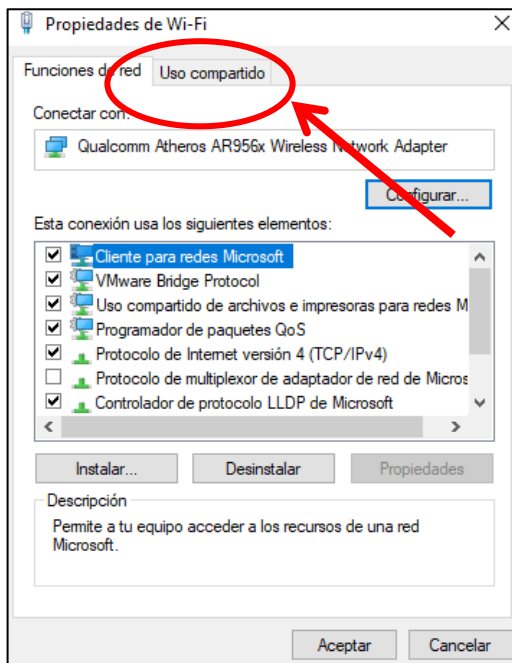 Propiedades de Wi-Fi
Funciones de red Uso compartido
Conectar con:
Qualcomm Atheros AR956x Wireless Network Adapter
Configurar...
Esta conexión usa los siguientes elementos:
Cliente para redes Microsoft
VMware Bridge Protocol
Uso compartido de archivos e impresoras para redes M
Programador de paquetes QoS
Protocolo de Internet versión 4 (TCP/IPv4)
Protocolo de multiplexor de adaptador de red de Micros
Controlador de protocolo LLDP de Microsoft
Instalar... Desinstalar Propiedades
Descripción
Permite a tu equipo acceder a los recursos de una red
Microsoft.
Aceptar Cancelar